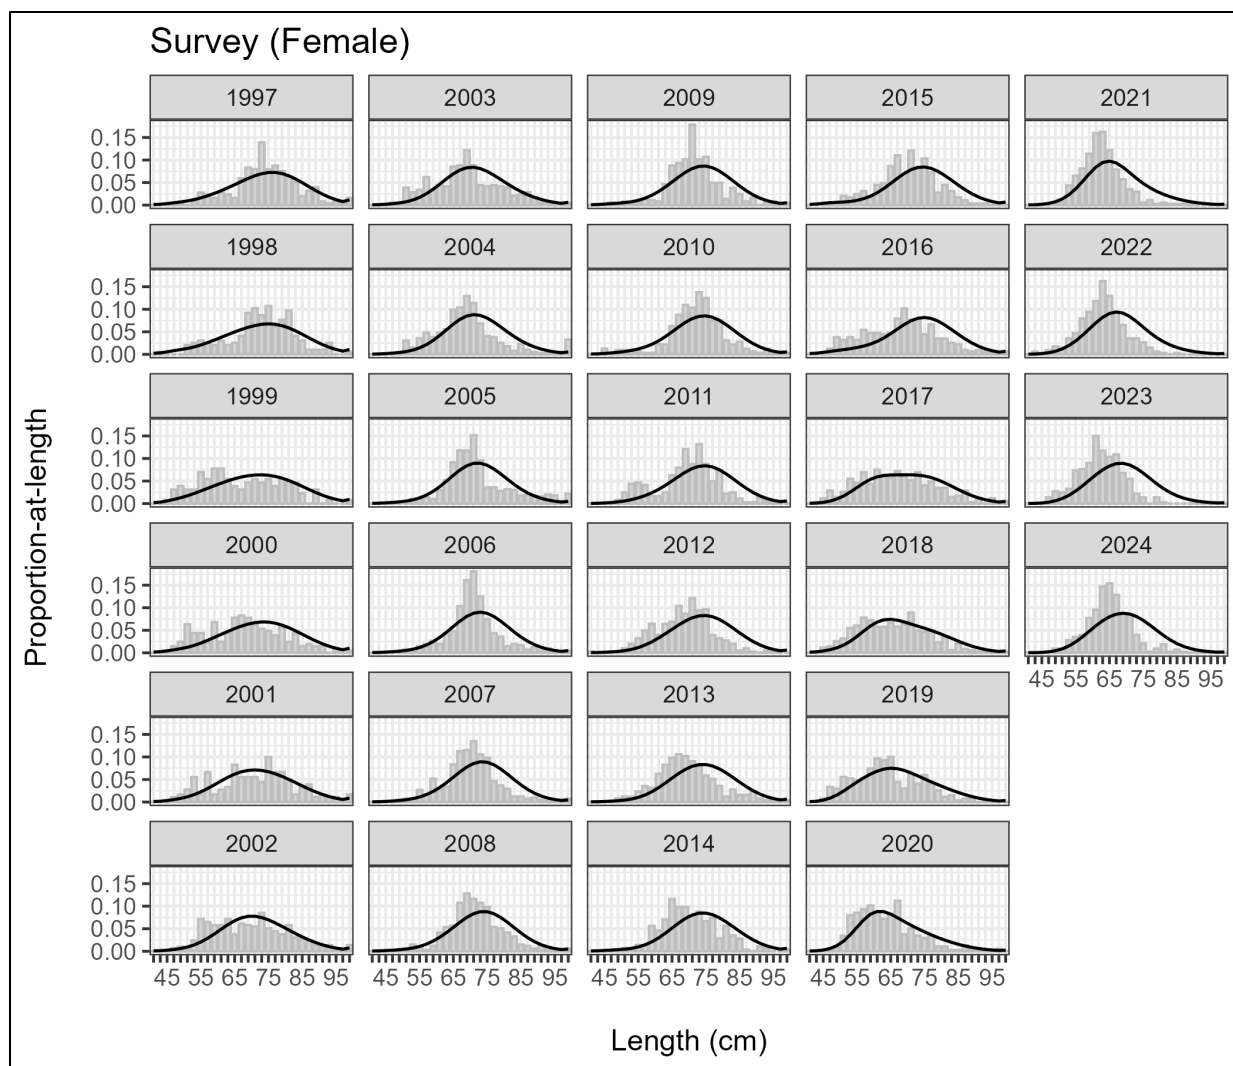 Survey (Female)
1997 2003 2009 2015 2021
0.15
0.10
0.05
0.00
1998 2004 2010 2016 2022
0.15
0.10
0.05
0.00
1999 2005 2011 2017 2023
0.15
0.10
0.05
0.00
2000 2006 2012 2018 2024
0.15
0.10
0.05
0.00
45 55 65 75 85 95
2001 2007 2013 2019
0.15
0.10
0.05
0.00
2002 2008 2014 2020
0.15
0.10
0.05
0.00
45 55 65 75 85 95 45 55 65 75 85 95 45 55 65 75 85 95 45 55 65 75 85 95
Proportion-at-length
Length (cm)